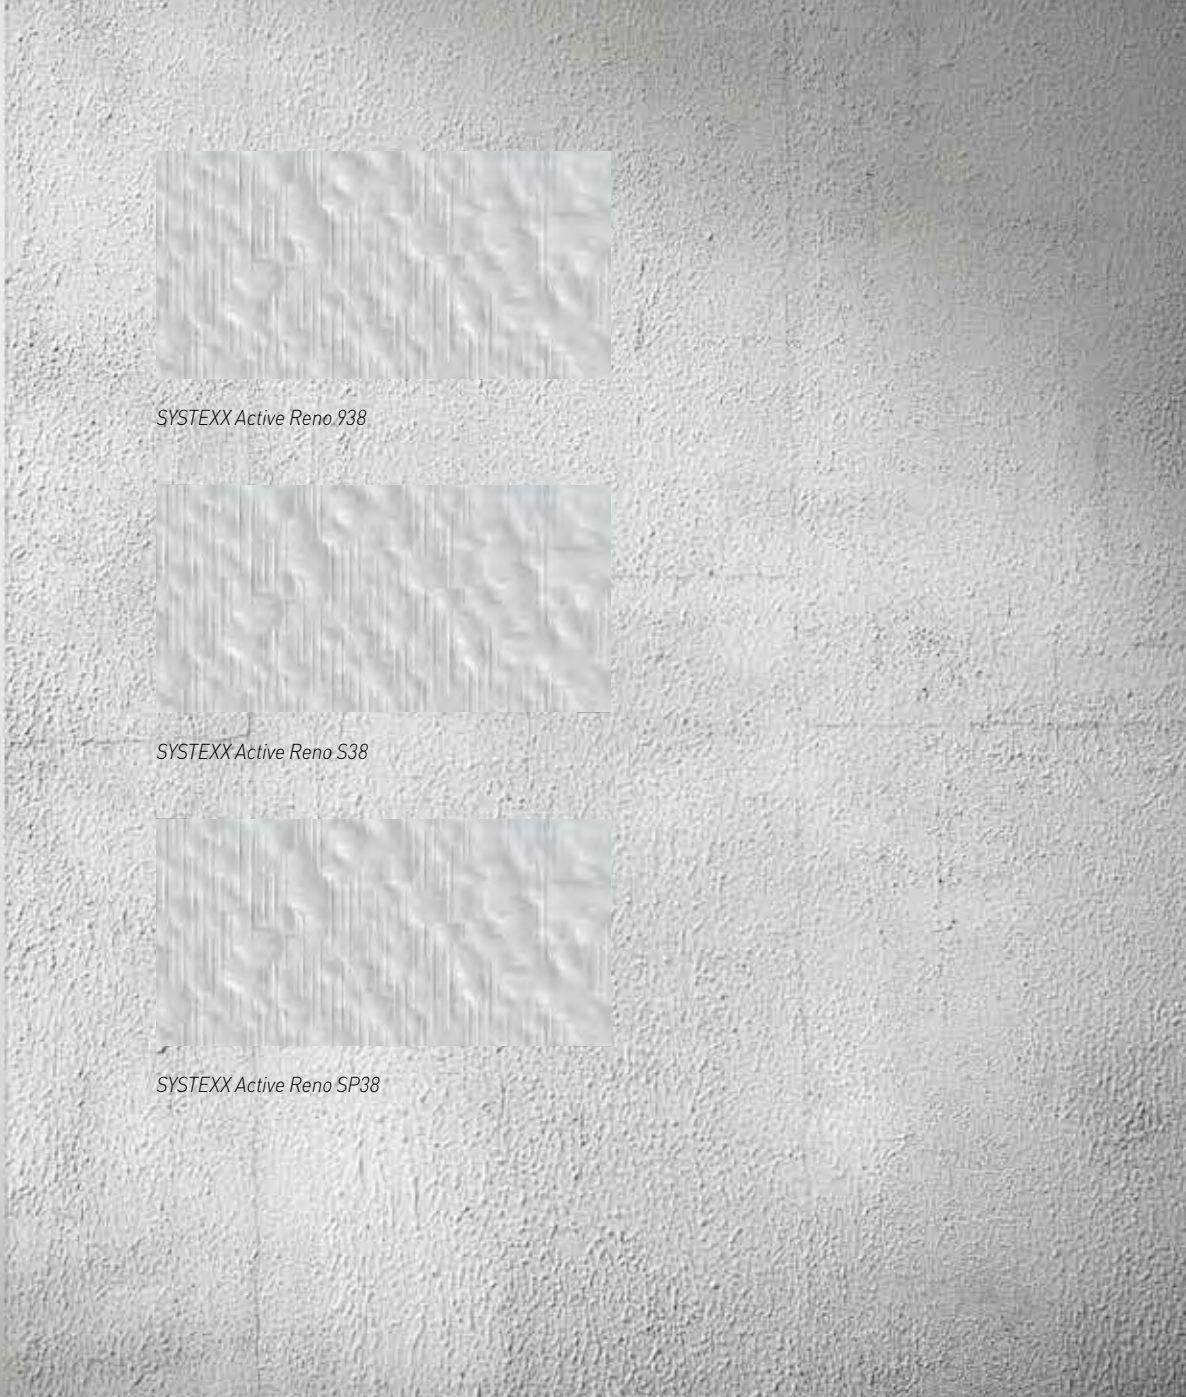 SYSTEXX Active Reno 938
SYSTEXX Active Reno S38
SYSTEXX Active Reno SP38